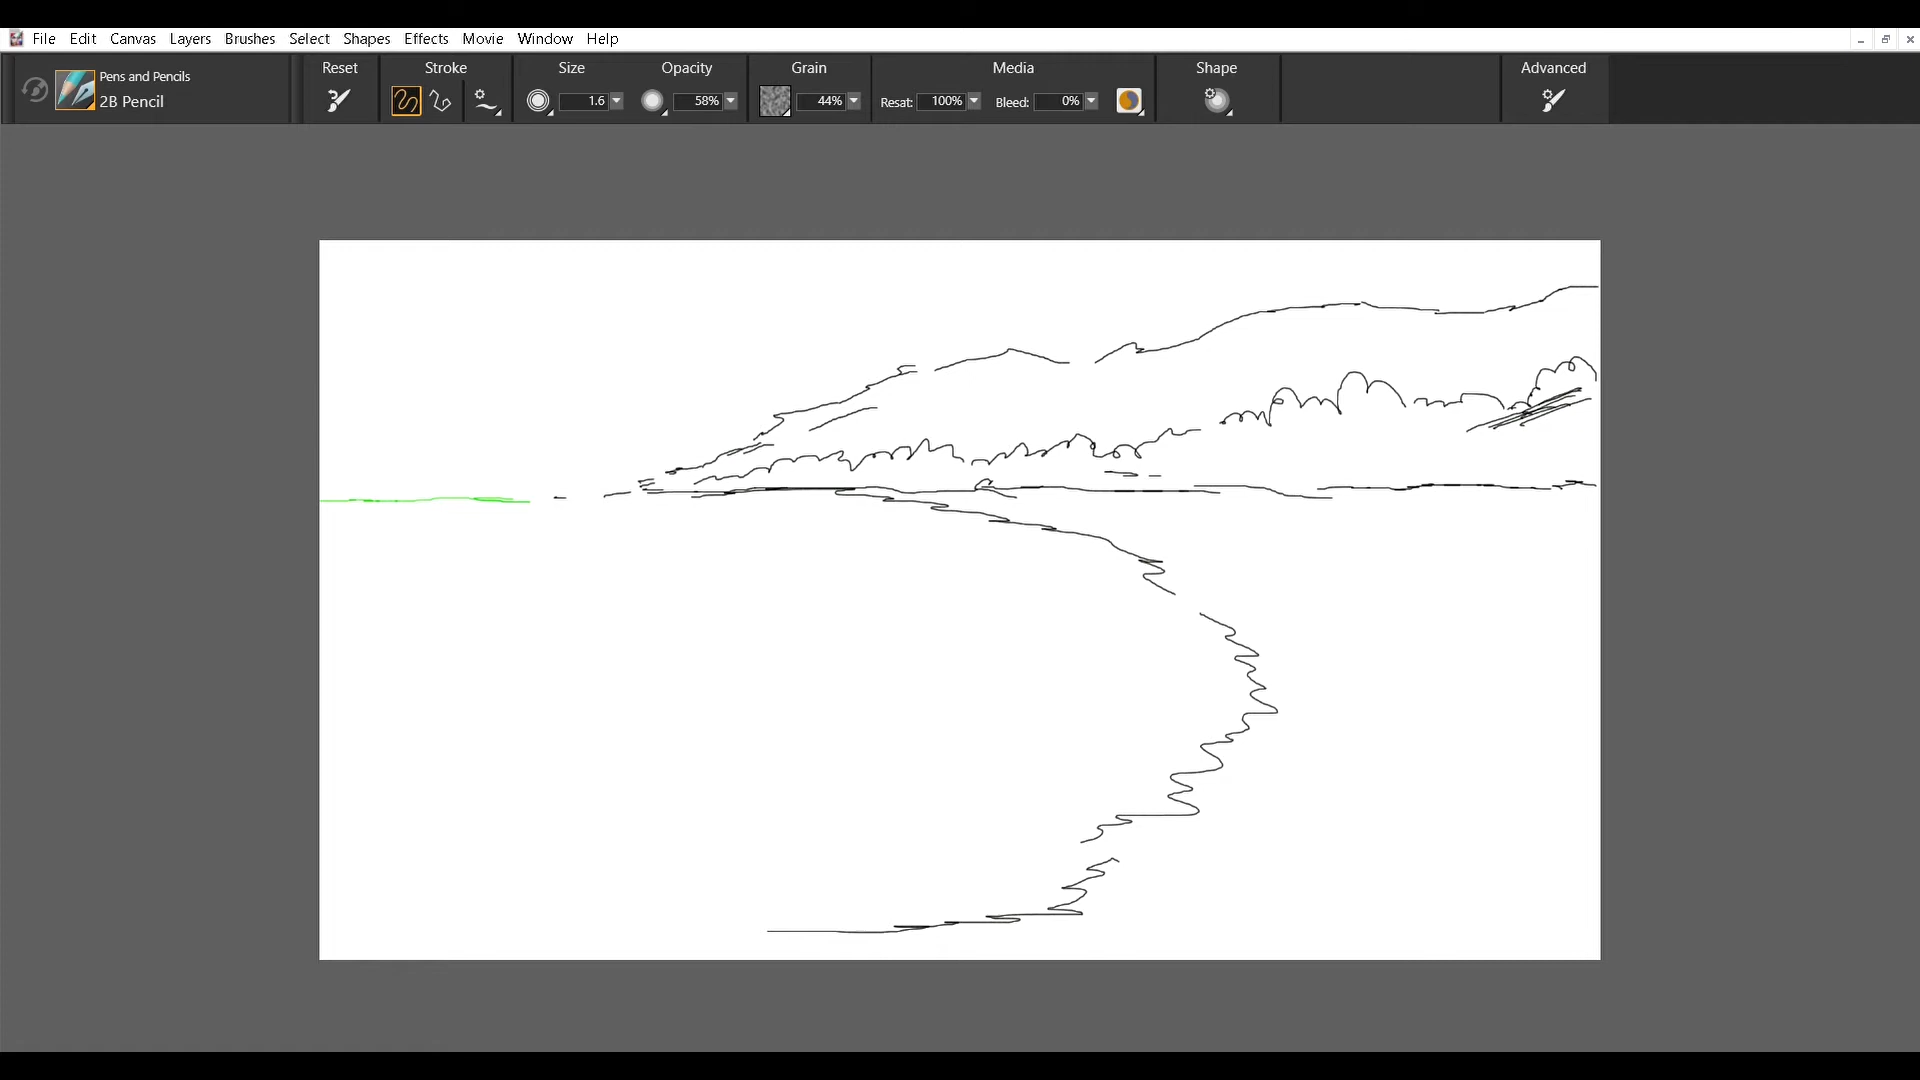 File Edit Canvas Layers Brushes Select Shapes Effects Movie Window Help
Pens and Pencils
2B Pencil
Reset
Stroke
Size
1.6
Opacity
58%
Grain
44%
Media
Resat: 100% Bleed: 0%
Shape
Advanced